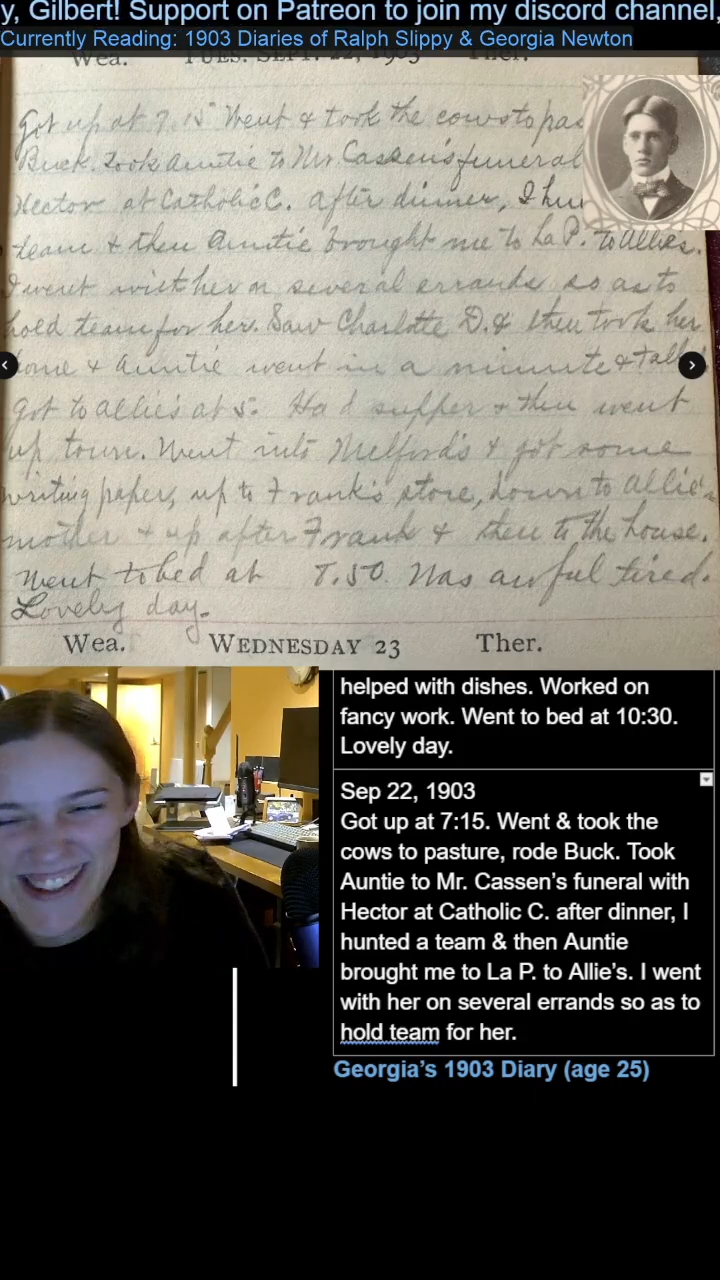 y, Gilbert! Support on Patreon to join my discord channel,
Currently Reading: 1903 Diaries of Ralph Slippy & Georgia Newton
Wea. TUES. SEPT. 22, 1903 Ther.
Got up at 7.15 Went & took the cows to pas
Buck. Took Auntie to Mr. Cassen's funeral
Hector at Catholic C. After dinner, I hun
team & then Auntie brought me to La P. to Allie's.
I went with her on several errands so as to
hold team for her. Saw Charlotte D. & then took her
home & Auntie went in a minute & talk
Got to Allie's at 5. Had supper & then went
up town. Went into Melford's & got some
writing paper, up to Frank's store, down to Allie's
mother & up after Frank & then to the house.
Went to bed at 8.50. Was awful tired.
Lovely day.
Wea. WEDNESDAY 23 Ther.
helped with dishes. Worked on
fancy work. Went to bed at 10:30.
Lovely day.
Sep 22, 1903
Got up at 7:15. Went & took the
cows to pasture, rode Buck. Took
Auntie to Mr. Cassen's funeral with
Hector at Catholic C. after dinner, I
hunted a team & then Auntie
brought me to La P. to Allie's. I went
with her on several errands so as to
hold team for her.
Georgia's 1903 Diary (age 25)